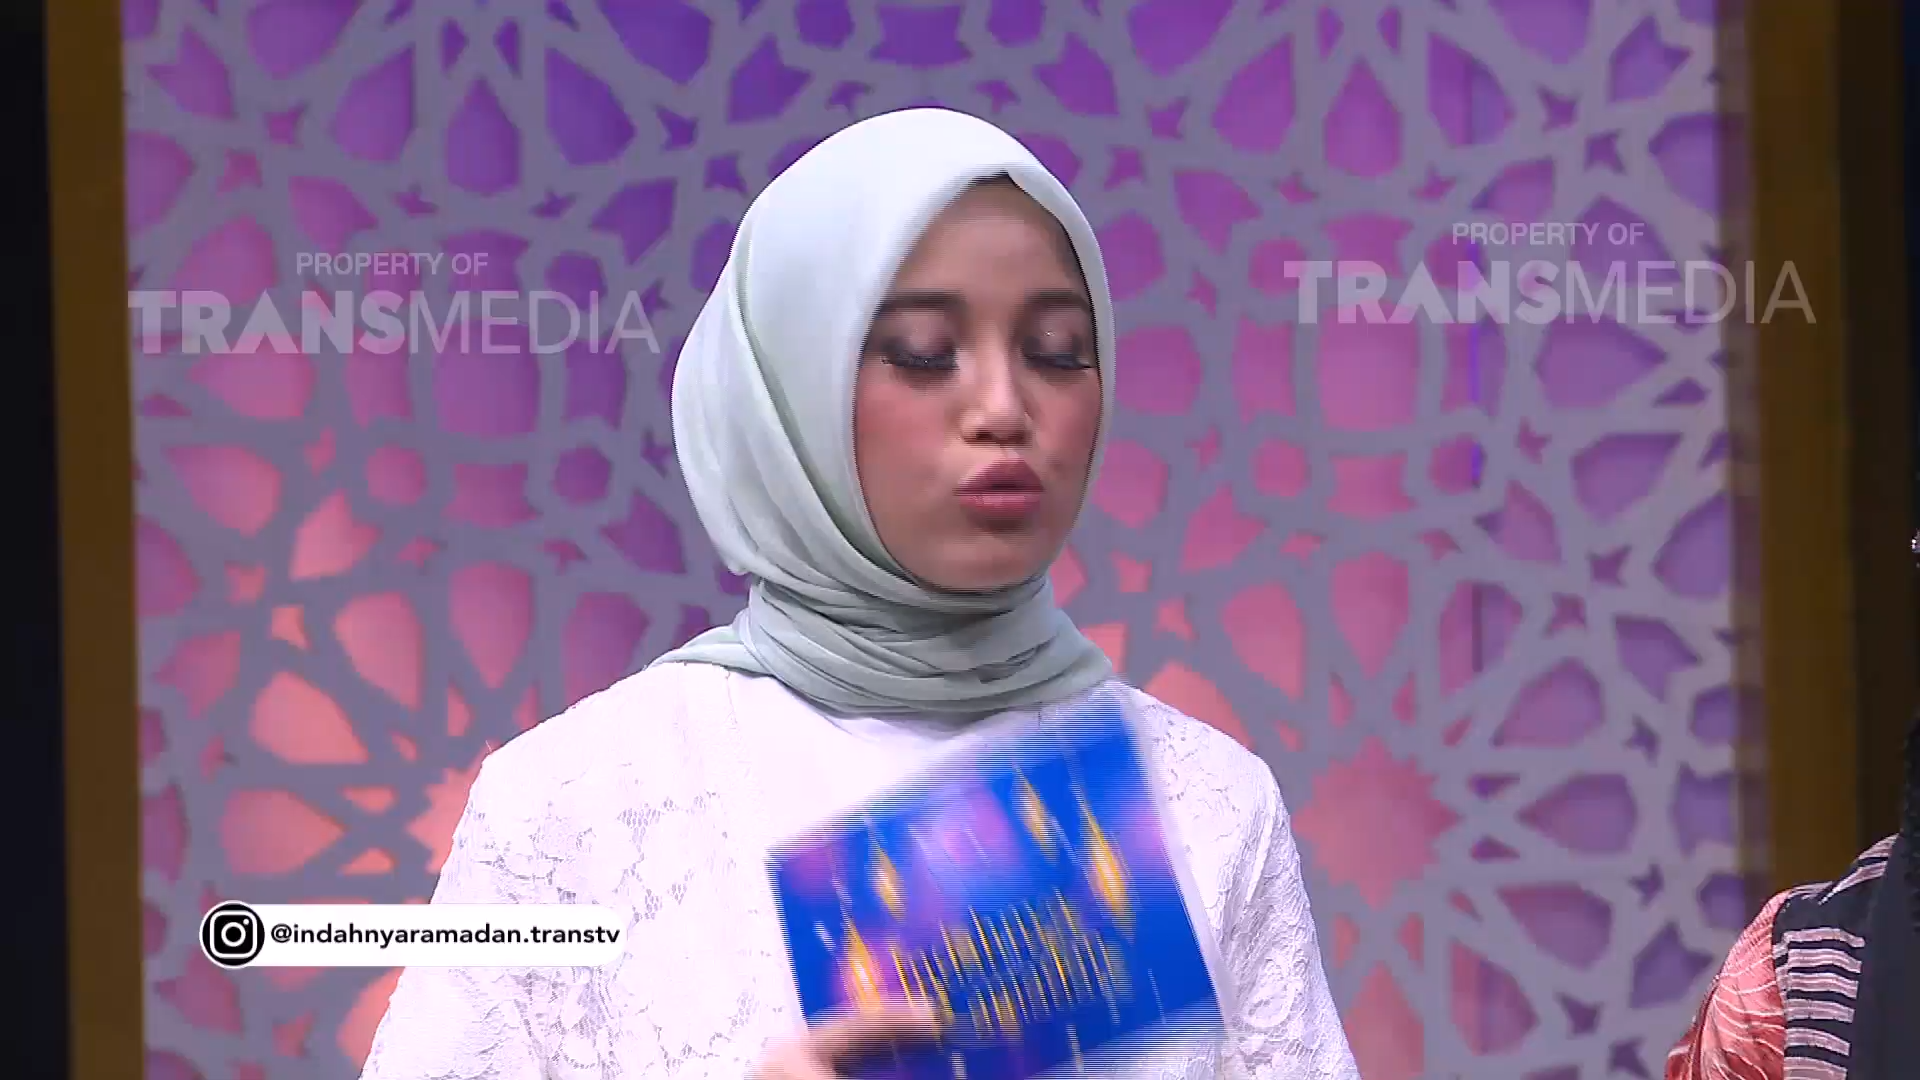 PROPERTY OF
TRANSMEDIA
PROPERTY OF
TRANSMEDIA
@indahnyaramadan.transtv